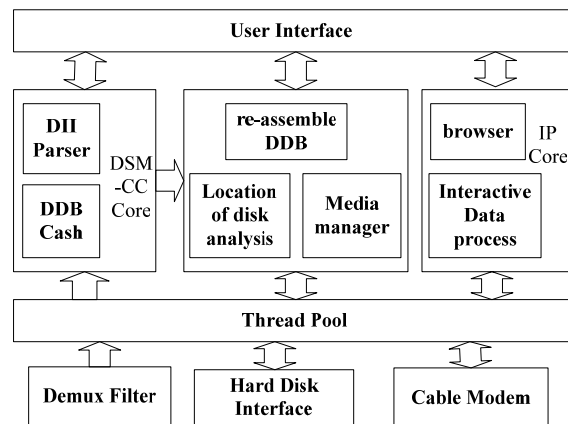 User Interface
DII
Parser
DSM
-CC
Core
DDB
Cash
re-assemble
DDB
Location
of disk
analysis
Media
manager
browser
IP
Core
Interactive
Data
process
Thread Pool
Demux Filter
Hard Disk
Interface
Cable Modem